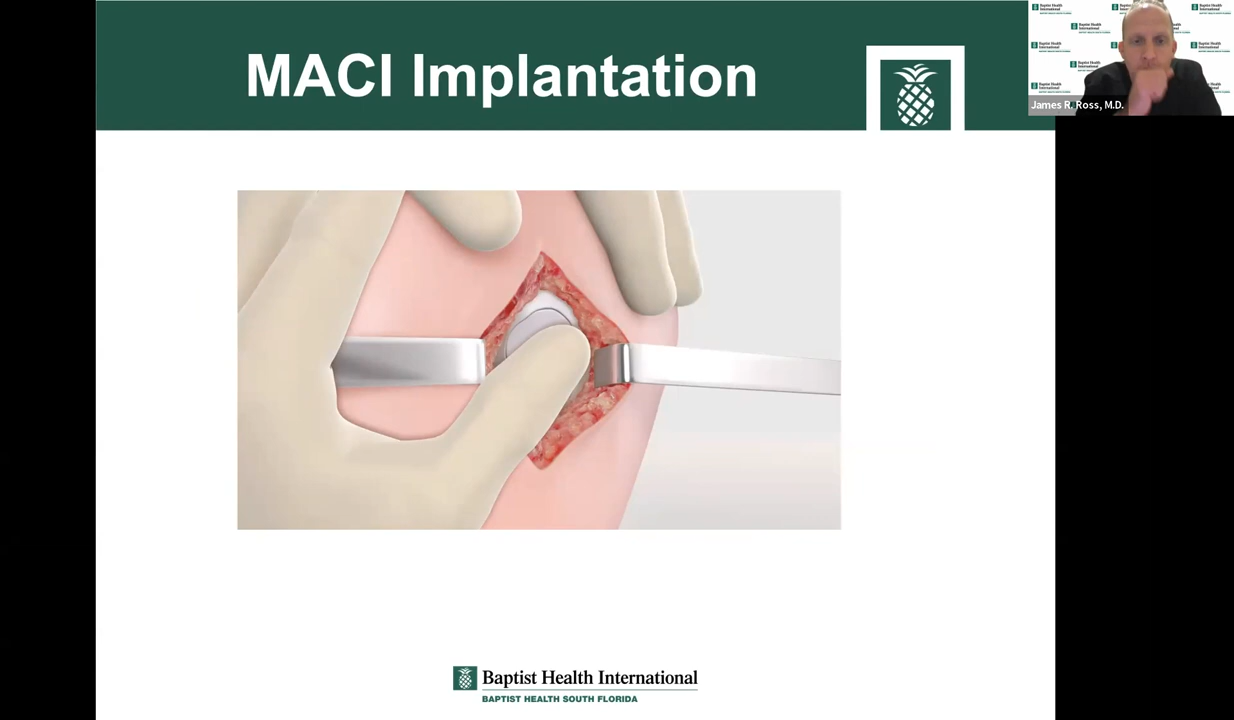 MACI Implantation
James R. Ross, M.D.
Baptist Health International
BAPTIST HEALTH SOUTH FLORIDA